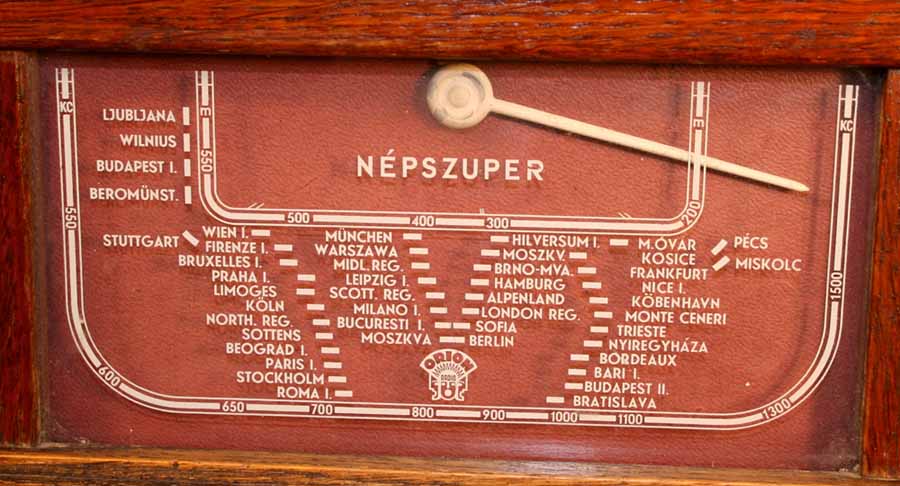 KC
m
m
KC
LJUBLJANA
WILNIUS
BUDAPEST I.
BEROMÜNST.
STUTTGART
550
550
NÉPSZUPER
500
400
300
200
WIEN I.
FIRENZE I.
BRUXELLES I.
PRAHA I.
LIMOGES
KÖLN
NORTH. REG.
SOTTENS
BEOGRAD I.
PARIS I.
STOCKHOLM
ROMA I.
MÜNCHEN
WARSZAWA
MIDL. REG.
LEIPZIG I.
SCOTT. REG.
MILANO I.
BUCURESTI I.
MOSZKVA
HILVERSUM I.
MOSZKV.
BRNO-MVA.
HAMBURG
ALPENLAND
LONDON REG.
SOFIA
BERLIN
M.ÓVAR
KOSICE
FRANKFURT
NICE I.
KÖBENHAVN
MONTE CENERI
TRIESTE
NYIREGYHÁZA
BORDEAUX
BARI I.
BUDAPEST II.
BRATISLAVA
PÉCS
MISKOLC
ORION
600
650
700
800
900
1000
1100
1300
1500